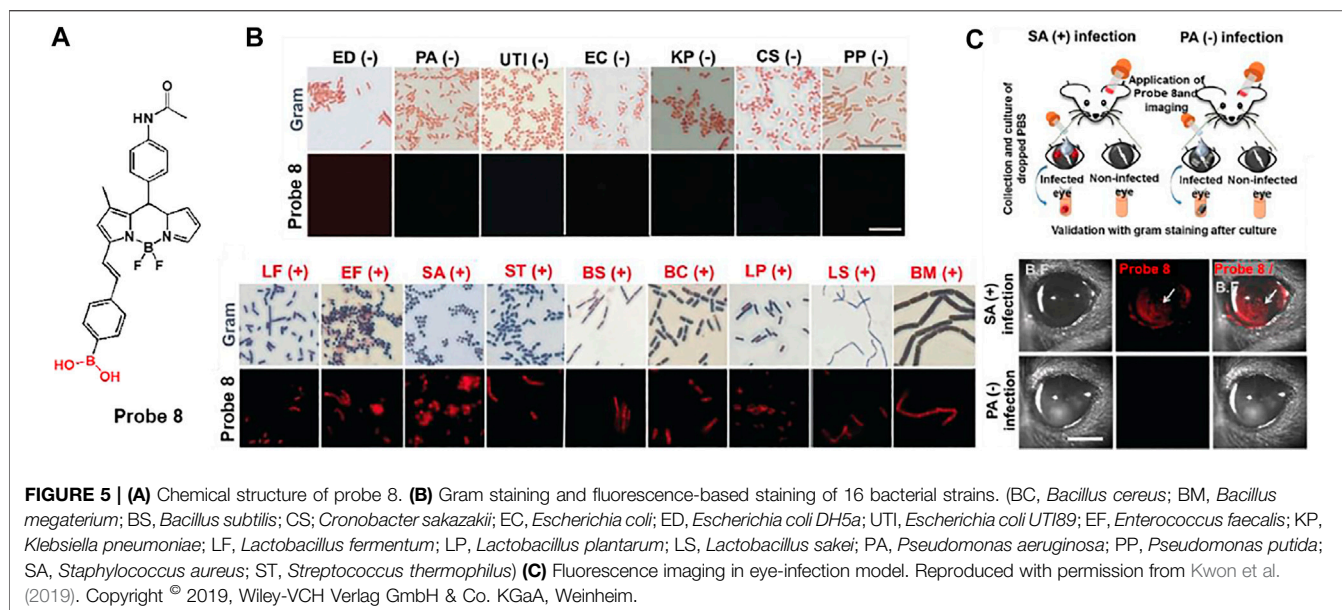 A
O
NH
N
N
B
F
F
HO
B
OH
Probe 8
B
ED (-) PA (-) UTI (-) EC (-) KP (-) CS (-) PP (-)
Gram
Probe 8
LF (+) EF (+) SA (+) ST (+) BS (+) BC (+) LP (+) LS (+) BM (+)
Gram
Probe 8
C
SA (+) infection PA (-) infection
Application of
Probe 8and
imaging
Collection and culture of
dropped PBS
Infected
eye
Non-infected
eye
Infected
eye
Non-infected
eye
Validation with gram staining after culture
B.F Probe 8 Probe 8 /
B.F
SA (+)
infection
PA (-)
infection
FIGURE 5 | (A) Chemical structure of probe 8. (B) Gram staining and fluorescence-based staining of 16 bacterial strains. (BC, Bacillus cereus; BM, Bacillus
megaterium; BS, Bacillus subtilis; CS; Cronobacter sakazakii; EC, Escherichia coli; ED, Escherichia coli DH5a; UTI, Escherichia coli UTI89; EF, Enterococcus faecalis; KP,
Klebsiella pneumoniae; LF, Lactobacillus fermentum; LP, Lactobacillus plantarum; LS, Lactobacillus sakei; PA, Pseudomonas aeruginosa; PP, Pseudomonas putida;
SA, Staphylococcus aureus; ST, Streptococcus thermophilus) (C) Fluorescence imaging in eye-infection model. Reproduced with permission from Kwon et al.
(2019). Copyright © 2019, Wiley-VCH Verlag GmbH & Co. KGaA, Weinheim.